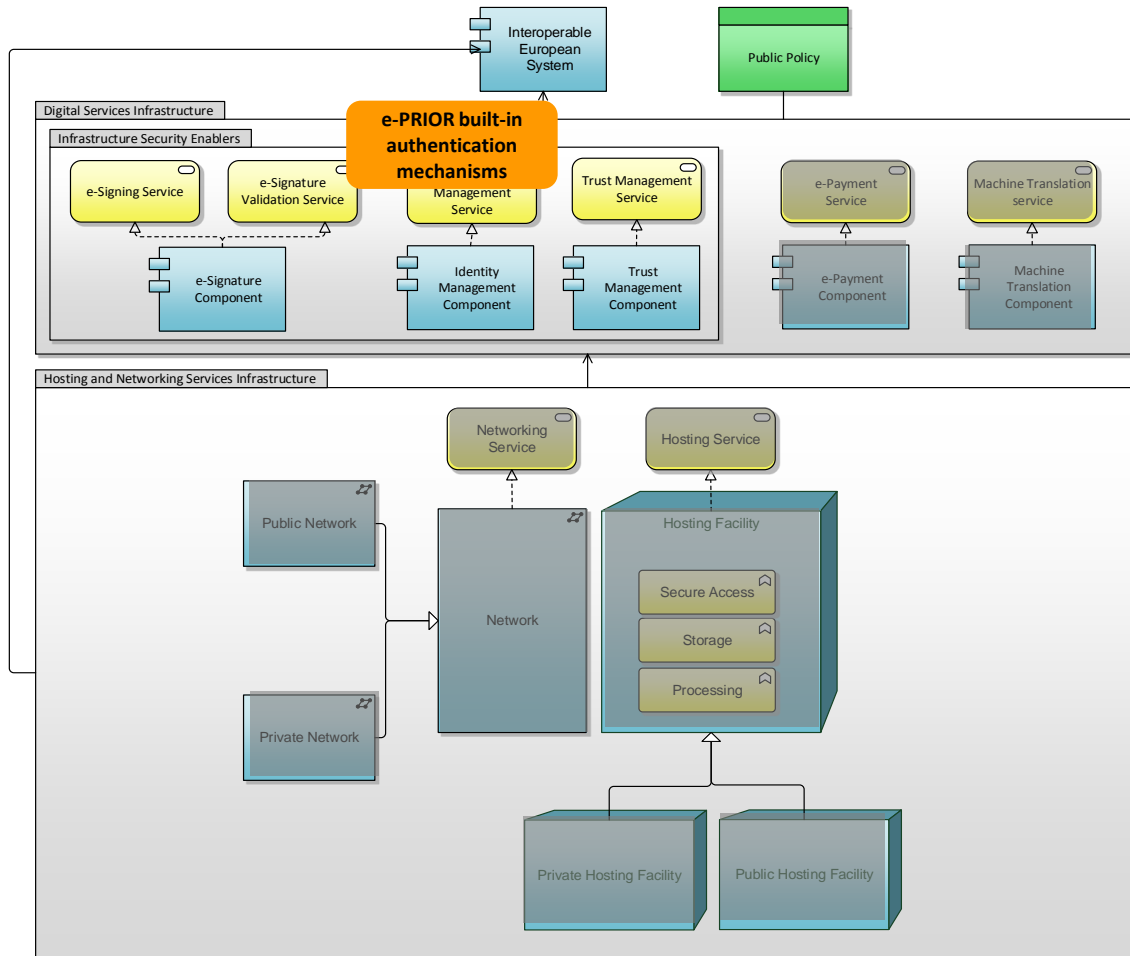 Interoperable
European
System
Public Policy
Digital Services Infrastructure
e-PRIOR built-in
authentication
mechanisms
Infrastructure Security Enablers
e-Signing Service
e-Signature
Validation Service
Management
Service
Trust Management
Service
e-Payment
Service
Machine Translation
service
e-Signature
Component
Identity
Management
Component
Trust
Management
Component
e-Payment
Component
Machine
Translation
Component
Hosting and Networking Services Infrastructure
Networking
Service
Hosting Service
Public Network
Hosting Facility
Secure Access
Network
Storage
Processing
Private Network
Private Hosting Facility
Public Hosting Facility